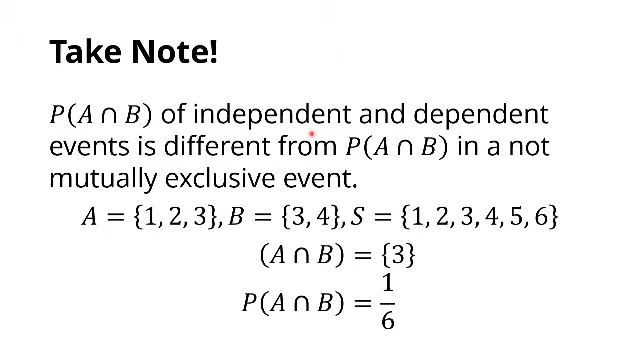 Take Note!
P(A ∩ B) of independent and dependent
events is different from P(A ∩ B) in a not
mutually exclusive event.
A = {1, 2, 3}, B = {3, 4}, S = {1, 2, 3, 4, 5, 6}
(A ∩ B) = {3}
P(A ∩ B) = 1/6